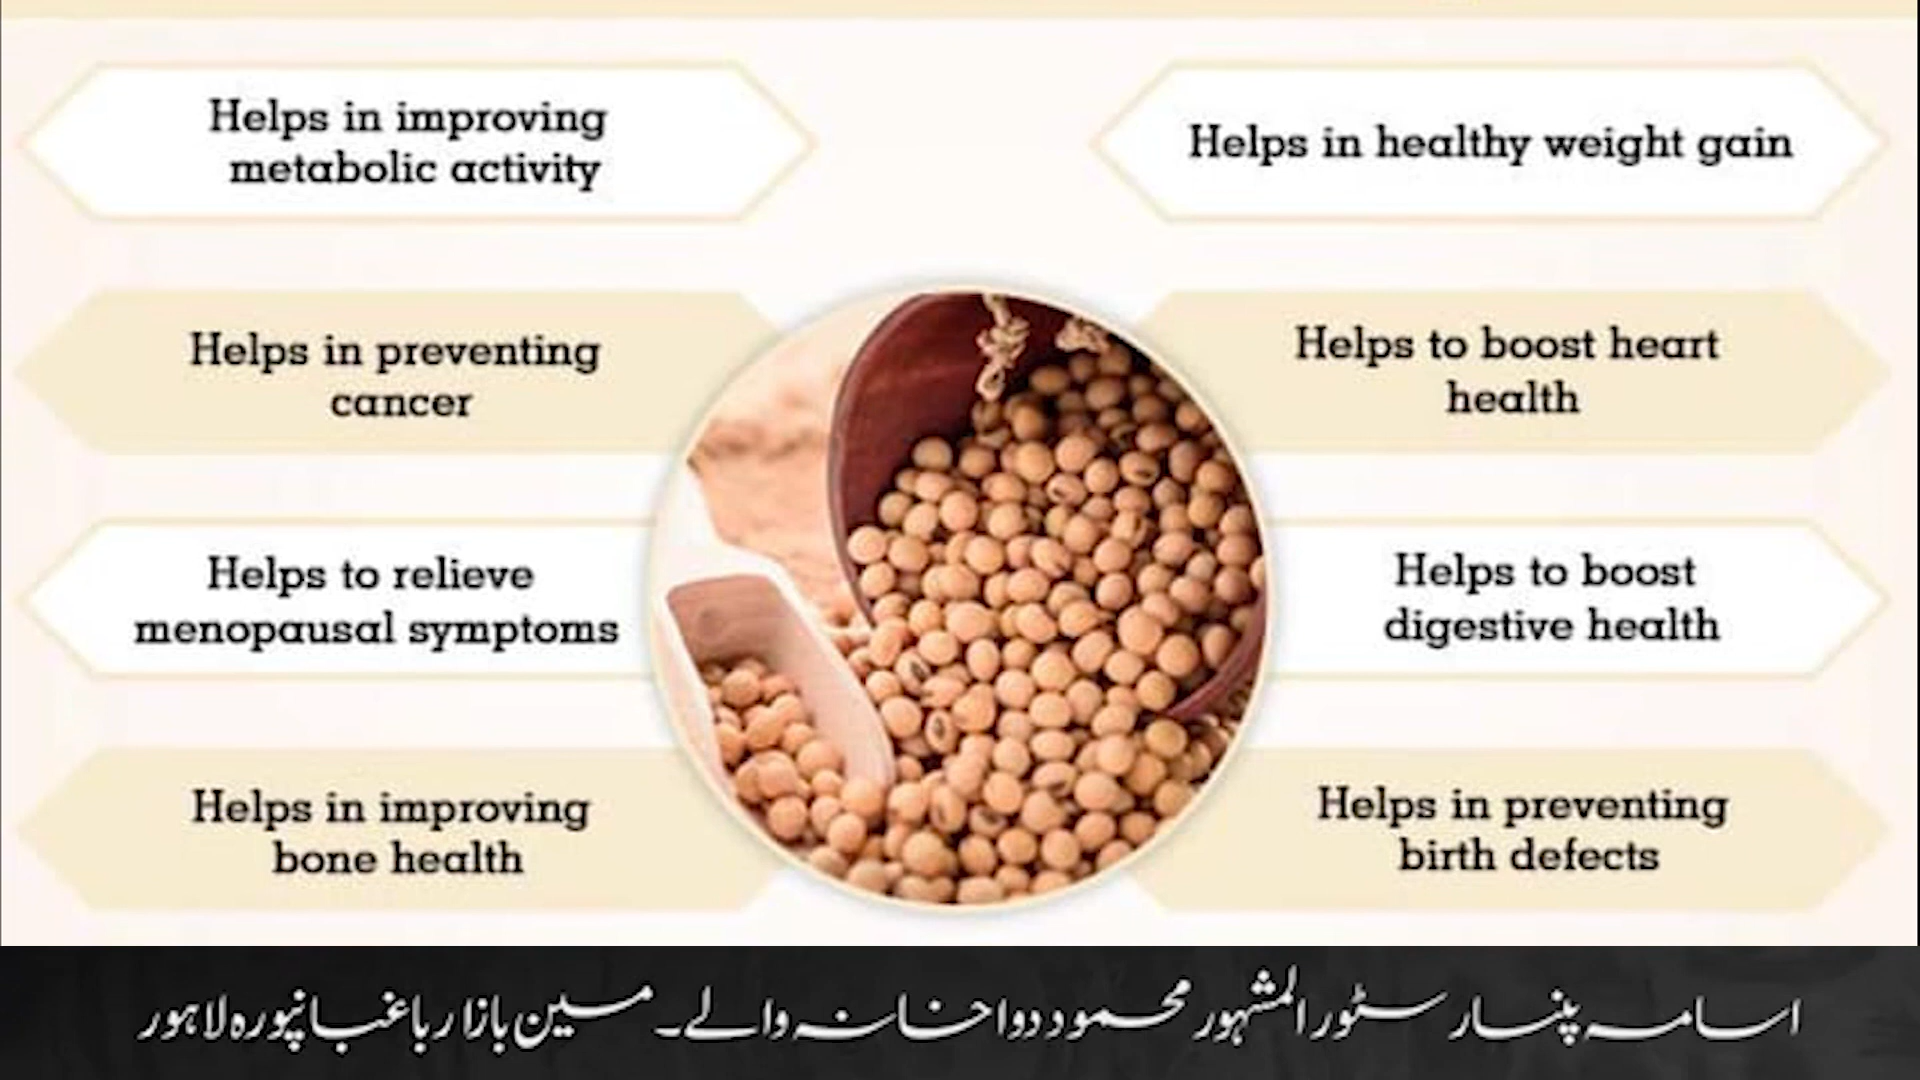 Helps in improving
metabolic activity
Helps in healthy weight gain
Helps in preventing
cancer
Helps to boost heart
health
Helps to relieve
menopausal symptoms
Helps to boost
digestive health
Helps in improving
bone health
Helps in preventing
birth defects
اسامہ پنسار سٹور المشہور محمود دواخانہ والے۔ مین بازار باغبانپورہ لاہور